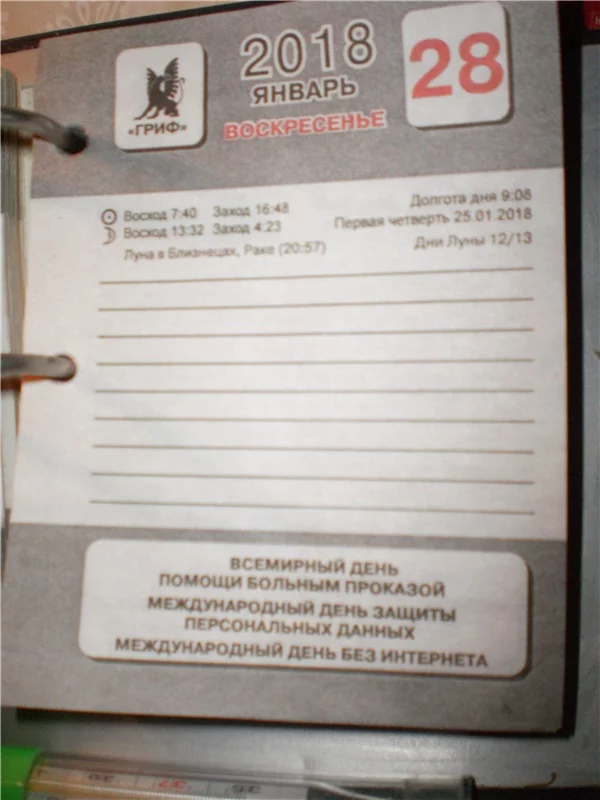 2018
ЯНВАРЬ
ВОСКРЕСЕНЬЕ
28
«ГРИФ»
Восход 7:40 Заход 16:48
Восход 13:32 Заход 4:23
Луна в Близнецах, Раке (20:57)
Долгота дня 9:08
Первая четверть 25.01.2018
Дни Луны 12/13
ВСЕМИРНЫЙ ДЕНЬ
ПОМОЩИ БОЛЬНЫМ ПРОКАЗОЙ
МЕЖДУНАРОДНЫЙ ДЕНЬ ЗАЩИТЫ
ПЕРСОНАЛЬНЫХ ДАННЫХ
МЕЖДУНАРОДНЫЙ ДЕНЬ БЕЗ ИНТЕРНЕТА